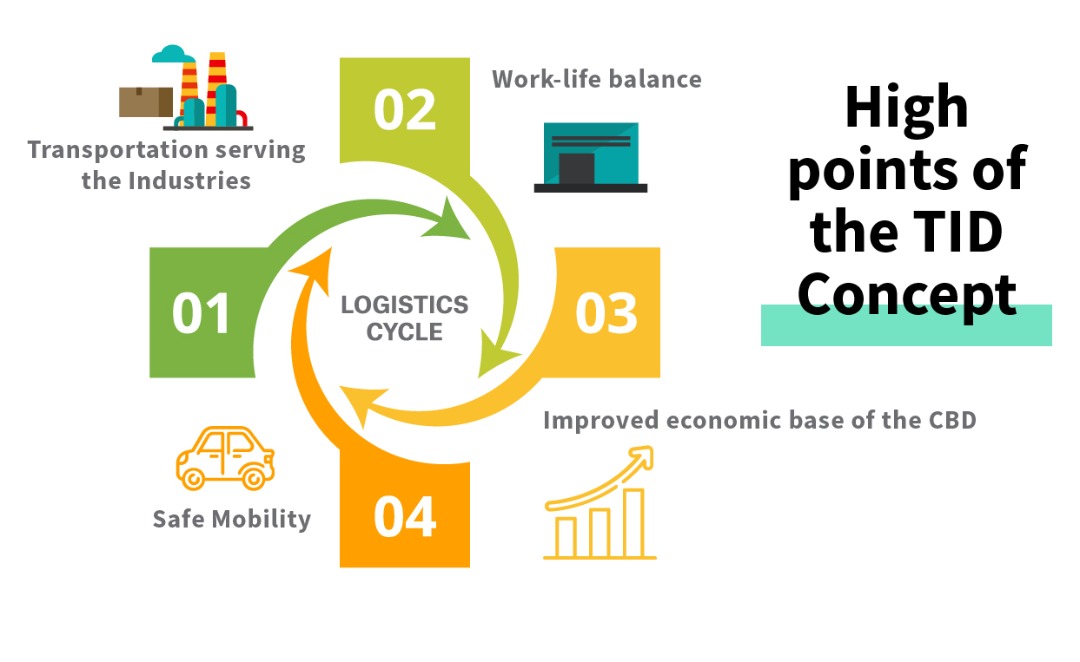 High
points of
the TID
Concept
01
Transportation serving
the Industries
02
Work-life balance
03
Improved economic base of the CBD
04
Safe Mobility
LOGISTICS
CYCLE